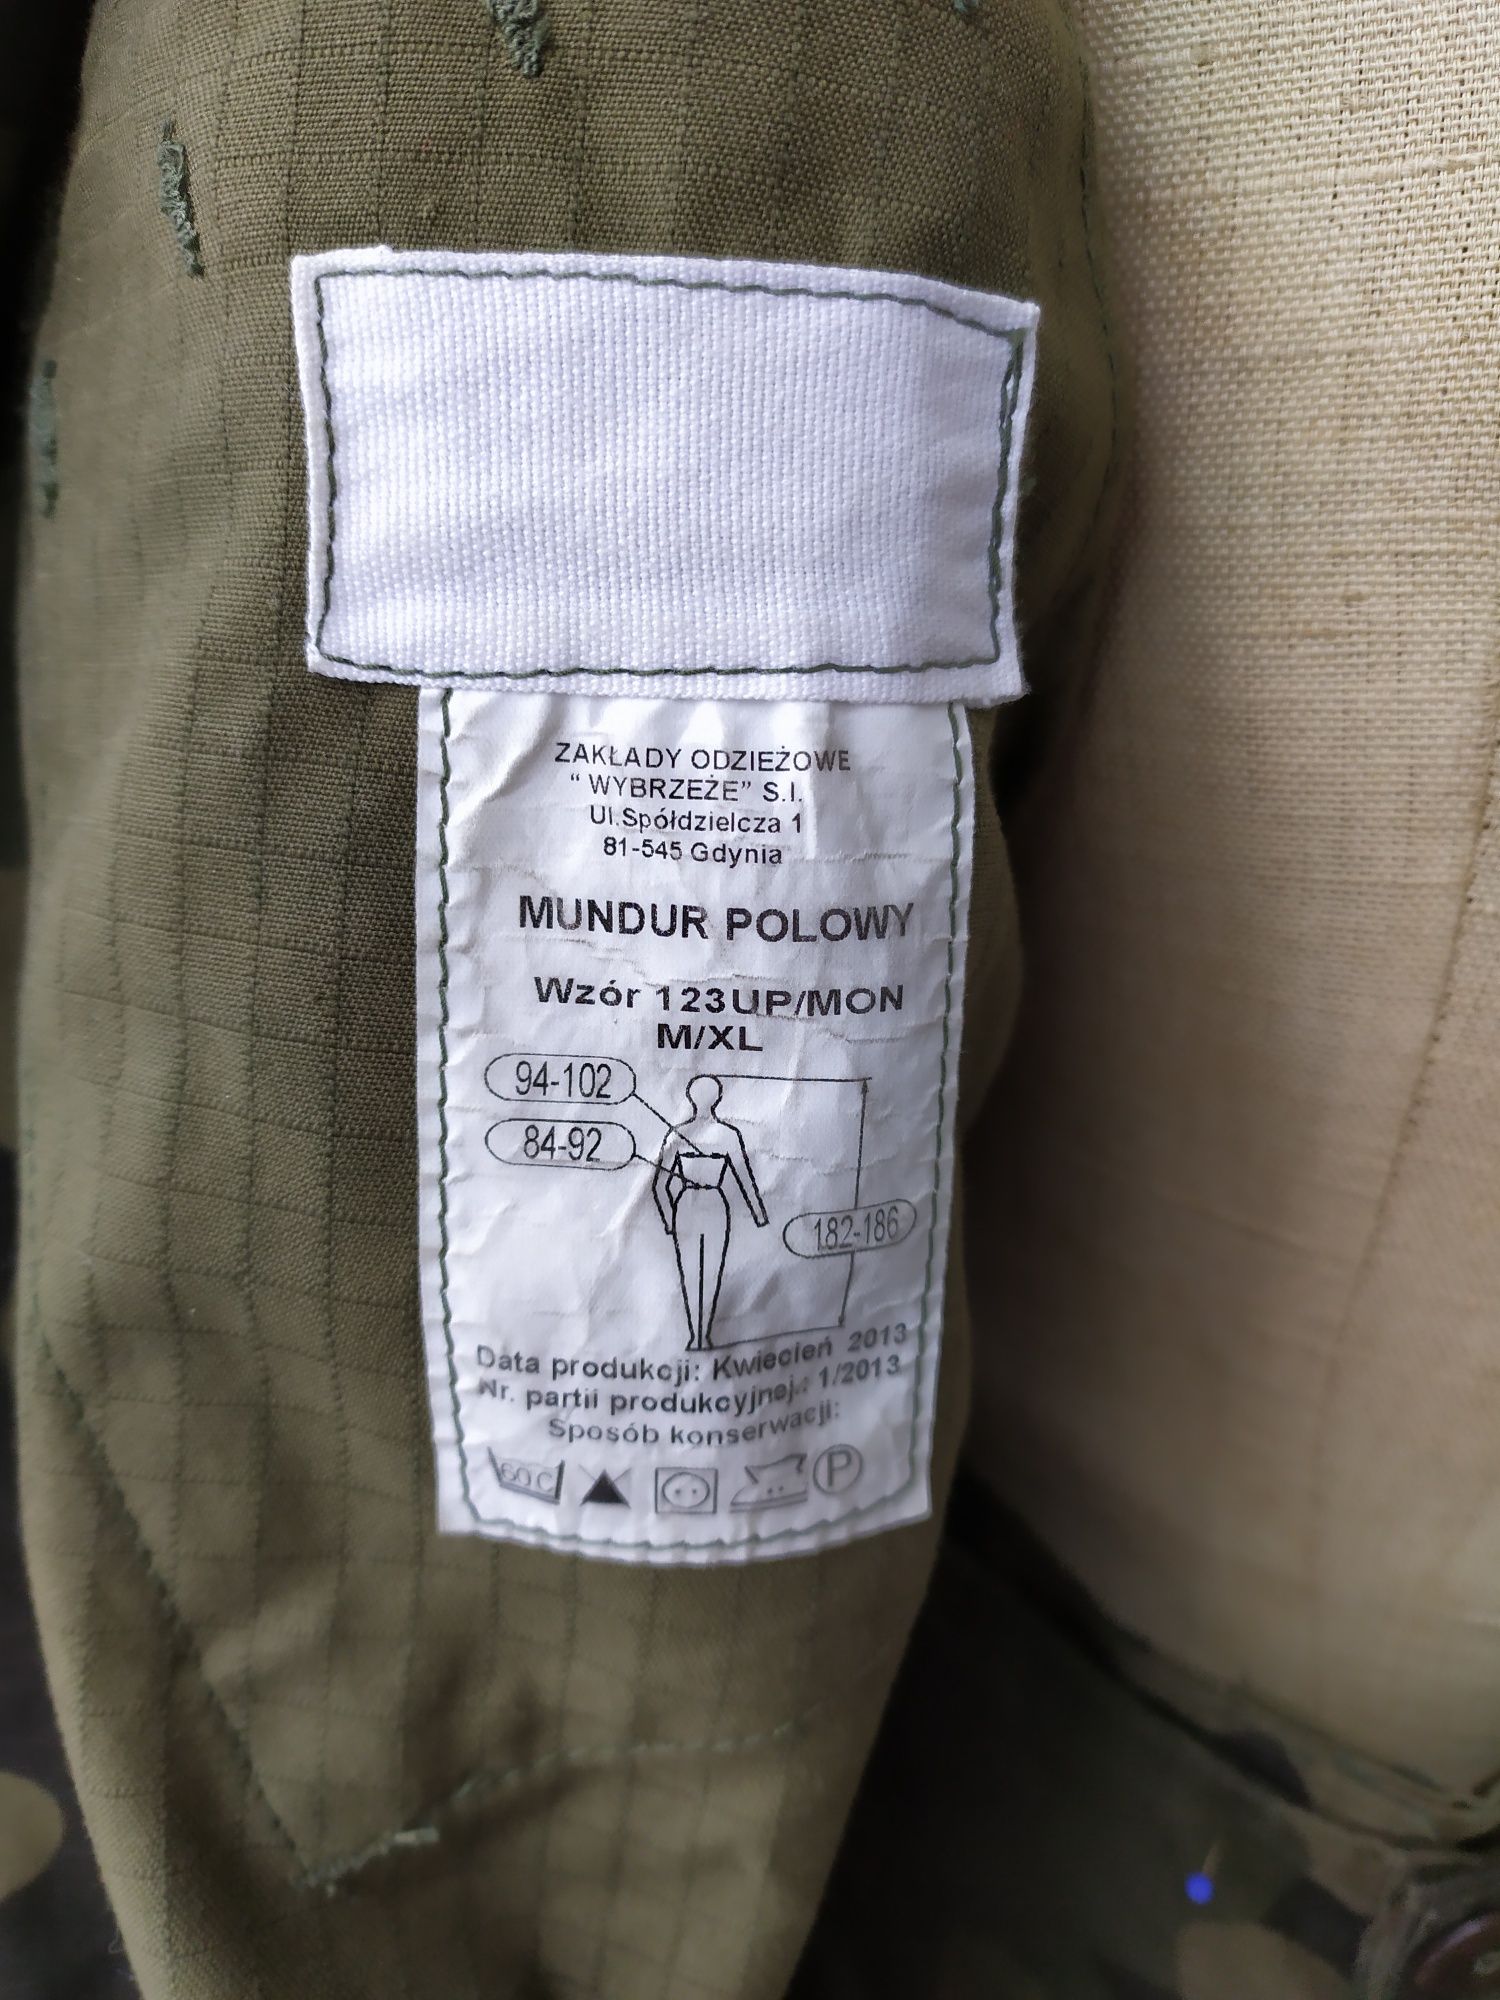 ZAKŁADY ODZIEŻOWE
“ WYBRZEŻE” S.I.
Ul.Spółdzielcza 1
81-545 Gdynia
MUNDUR POLOWY
Wzór 123UP/MON
M/XL
94-102
84-92
182-186
Data produkcji: Kwiecień 2013
Nr. partii produkcyjnej: 1/2013
Sposób konserwacji:
60 C
P